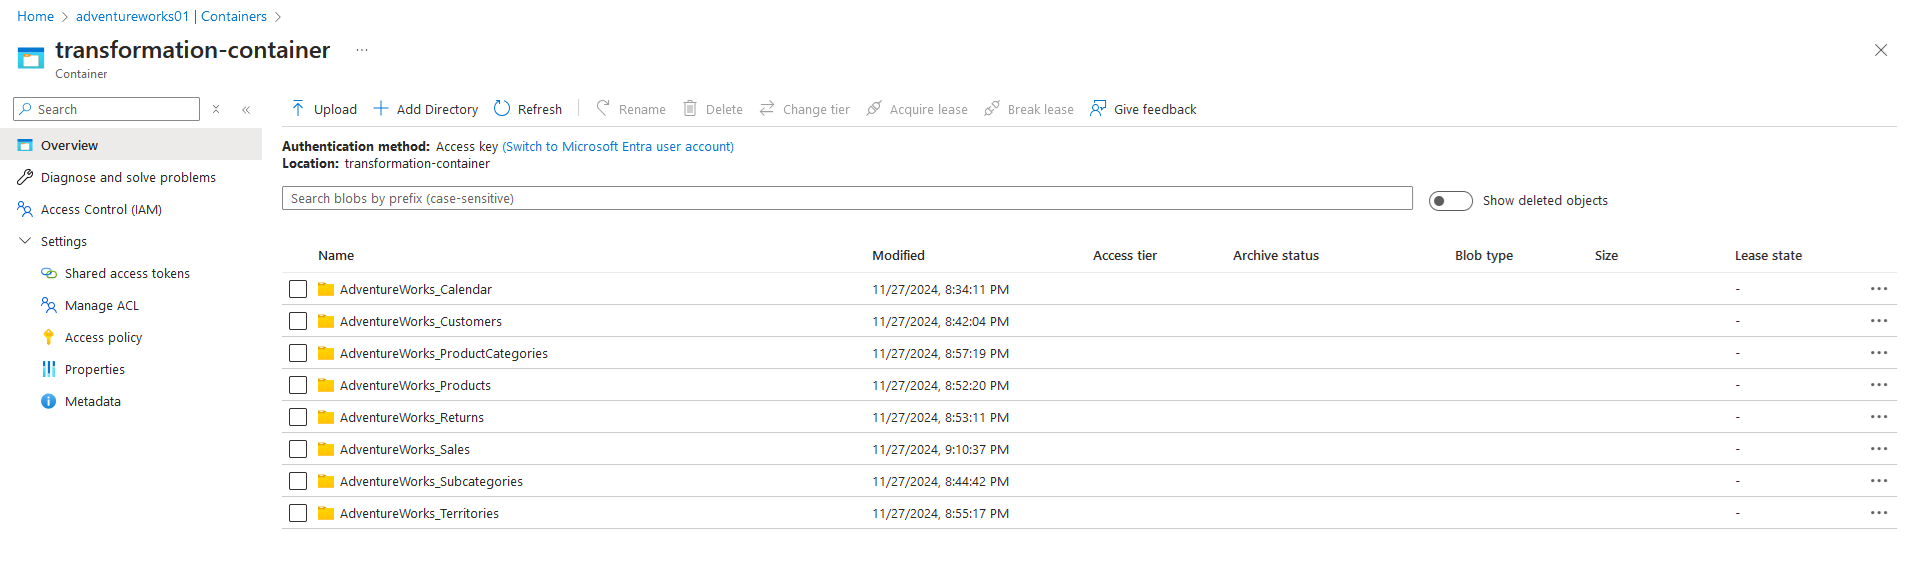 Home > adventureworks01 | Containers >
transformation-container ...
Container
Search
Upload Add Directory Refresh Rename Delete Change tier Acquire lease Break lease Give feedback
Overview
Diagnose and solve problems
Access Control (IAM)
Settings
Shared access tokens
Manage ACL
Access policy
Properties
Metadata
Authentication method: Access key (Switch to Microsoft Entra user account)
Location: transformation-container
Search blobs by prefix (case-sensitive)
Show deleted objects
Name Modified Access tier Archive status Blob type Size Lease state
AdventureWorks_Calendar 11/27/2024, 8:34:11 PM - ...
AdventureWorks_Customers 11/27/2024, 8:42:04 PM - ...
AdventureWorks_ProductCategories 11/27/2024, 8:57:19 PM - ...
AdventureWorks_Products 11/27/2024, 8:52:20 PM - ...
AdventureWorks_Returns 11/27/2024, 8:53:11 PM - ...
AdventureWorks_Sales 11/27/2024, 9:10:37 PM - ...
AdventureWorks_Subcategories 11/27/2024, 8:44:42 PM - ...
AdventureWorks_Territories 11/27/2024, 8:55:17 PM - ...